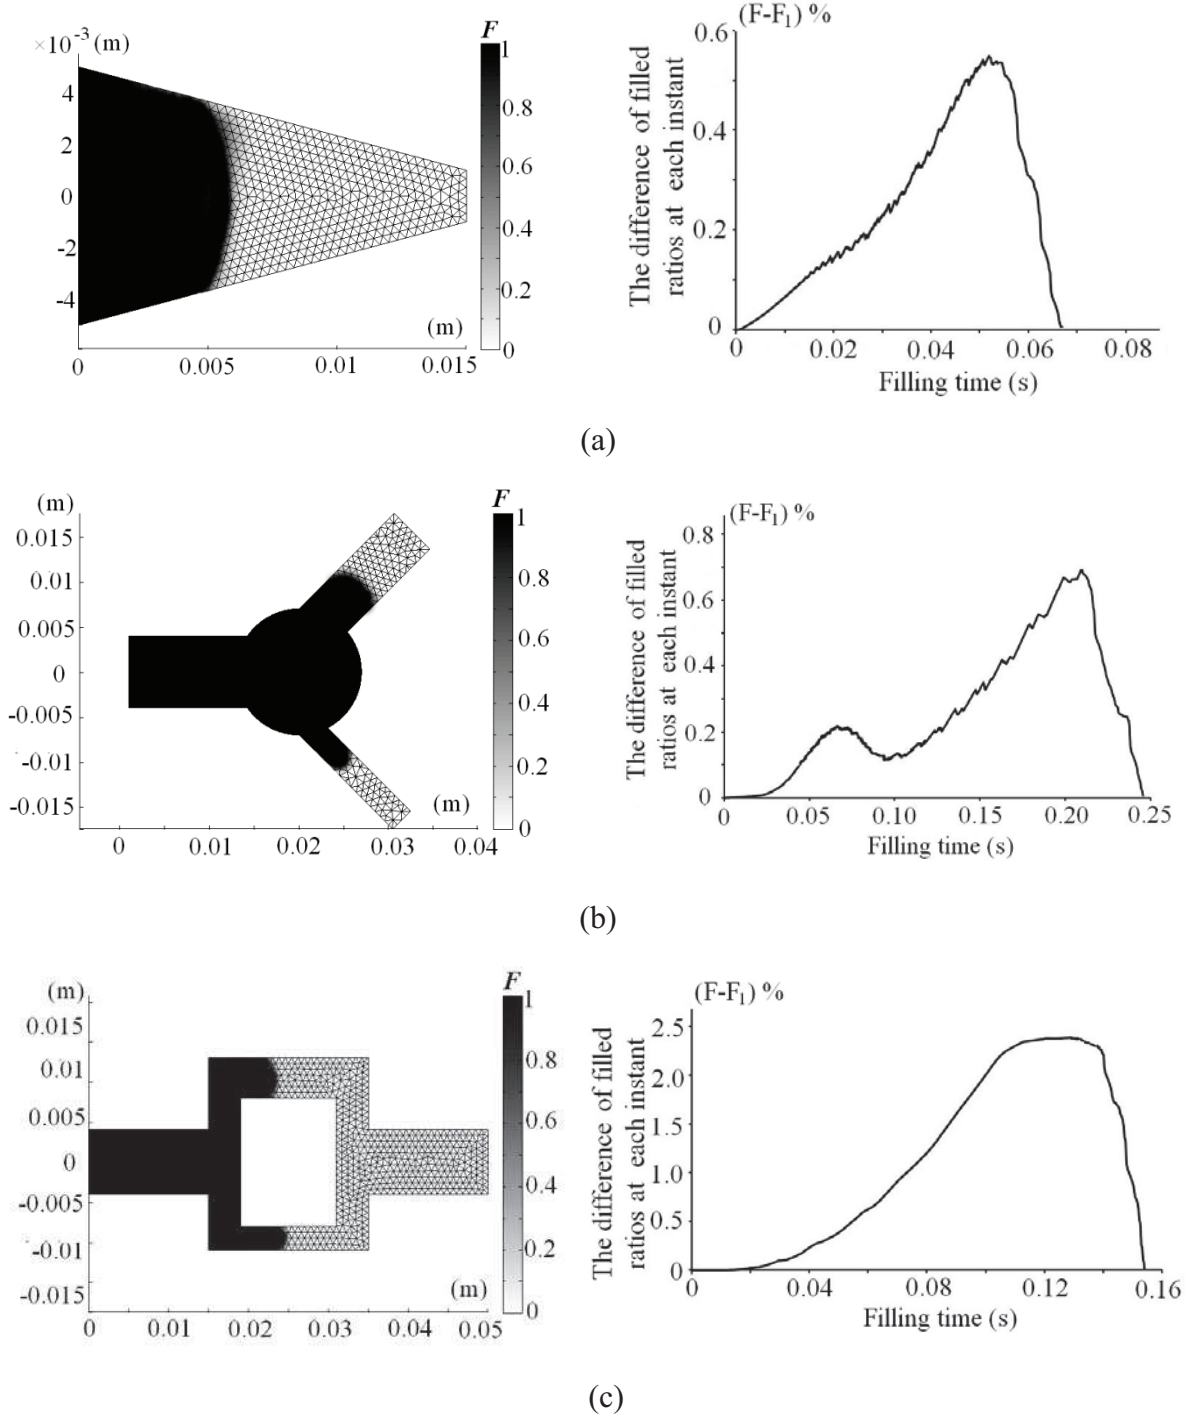 ×10⁻³ (m)
F
4
2
0
-2
-4
(m)
0 0.005 0.01 0.015
1
0.8
0.6
0.4
0.2
0
(F-F₁) %
The difference of filled
ratios at each instant
0.6
0.4
0.2
0
0 0.02 0.04 0.06 0.08
Filling time (s)
(a)
(m)
F
0.015
0.01
0.005
0
-0.005
-0.01
-0.015
(m)
0 0.01 0.02 0.03 0.04
1
0.8
0.6
0.4
0.2
0
(F-F₁) %
The difference of filled
ratios at each instant
0.8
0.6
0.4
0.2
0
0 0.05 0.10 0.15 0.20 0.25
Filling time (s)
(b)
(m)
F
0.015
0.01
0.005
0
-0.005
-0.01
-0.015
(m)
0 0.01 0.02 0.03 0.04 0.05
1
0.8
0.6
0.4
0.2
0
(F-F₁) %
The difference of filled
ratios at each instant
2.5
2.0
1.5
1.0
0.5
0
0 0.04 0.08 0.12 0.16
Filling time (s)
(c)